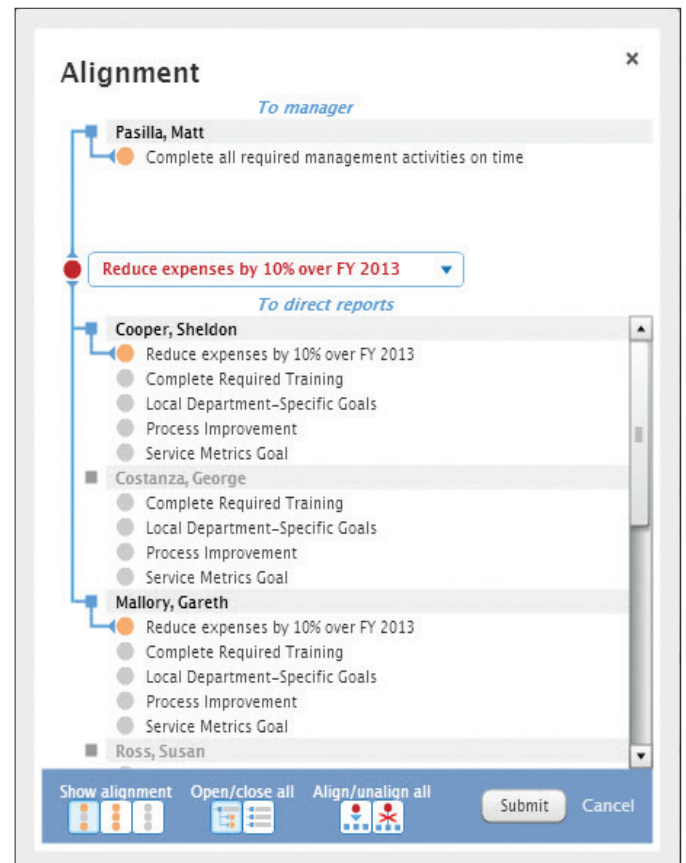 Alignment
×
To manager
Pasilla, Matt
Complete all required management activities on time
Reduce expenses by 10% over FY 2013
To direct reports
Cooper, Sheldon
Reduce expenses by 10% over FY 2013
Complete Required Training
Local Department-Specific Goals
Process Improvement
Service Metrics Goal
Costanza, George
Complete Required Training
Local Department-Specific Goals
Process Improvement
Service Metrics Goal
Mallory, Gareth
Reduce expenses by 10% over FY 2013
Complete Required Training
Local Department-Specific Goals
Process Improvement
Service Metrics Goal
Ross, Susan
Show alignment Open/close all Align/unalign all
Submit Cancel